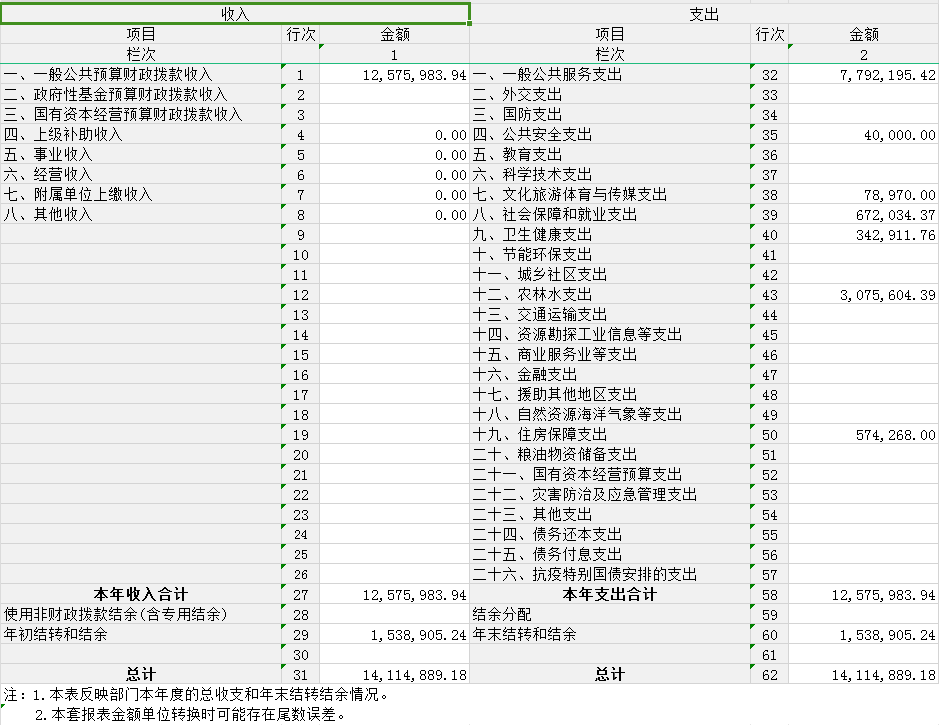 收入 支出
项目 行次 金额 项目 行次 金额
栏次 1 栏次 2
一、一般公共预算财政拨款收入 1 12,575,983.94 一、一般公共服务支出 32 7,792,195.42
二、政府性基金预算财政拨款收入 2 二、外交支出 33
三、国有资本经营预算财政拨款收入 3 三、国防支出 34
四、上级补助收入 4 0.00 四、公共安全支出 35 40,000.00
五、事业收入 5 0.00 五、教育支出 36
六、经营收入 6 0.00 六、科学技术支出 37
七、附属单位上缴收入 7 0.00 七、文化旅游体育与传媒支出 38 78,970.00
八、其他收入 8 0.00 八、社会保障和就业支出 39 672,034.37
9 九、卫生健康支出 40 342,911.76
10 十、节能环保支出 41
11 十一、城乡社区支出 42
12 十二、农林水支出 43 3,075,604.39
13 十三、交通运输支出 44
14 十四、资源勘探工业信息等支出 45
15 十五、商业服务业等支出 46
16 十六、金融支出 47
17 十七、援助其他地区支出 48
18 十八、自然资源海洋气象等支出 49
19 十九、住房保障支出 50 574,268.00
20 二十、粮油物资储备支出 51
21 二十一、国有资本经营预算支出 52
22 二十二、灾害防治及应急管理支出 53
23 二十三、其他支出 54
24 二十四、债务还本支出 55
25 二十五、债务付息支出 56
26 二十六、抗疫特别国债安排的支出 57
本年收入合计 27 12,575,983.94 本年支出合计 58 12,575,983.94
使用非财政拨款结余(含专用结余) 28 结余分配 59
年初结转和结余 29 1,538,905.24 年末结转和结余 60 1,538,905.24
30 61
总计 31 14,114,889.18 总计 62 14,114,889.18
注：1.本表反映部门本年度的总收支和年末结转结余情况。
2.本套报表金额单位转换时可能存在尾数误差。